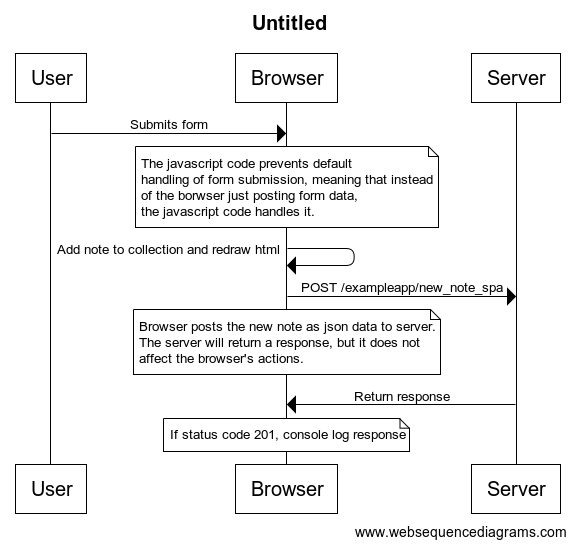 Untitled
User
Browser
Server
Submits form
The javascript code prevents default
handling of form submission, meaning that instead
of the borwser just posting form data,
the javascript code handles it.
Add note to collection and redraw html
POST /exampleapp/new_note_spa
Browser posts the new note as json data to server.
The server will return a response, but it does not
affect the browser's actions.
Return response
If status code 201, console log response
User
Browser
Server
www.websequencediagrams.com